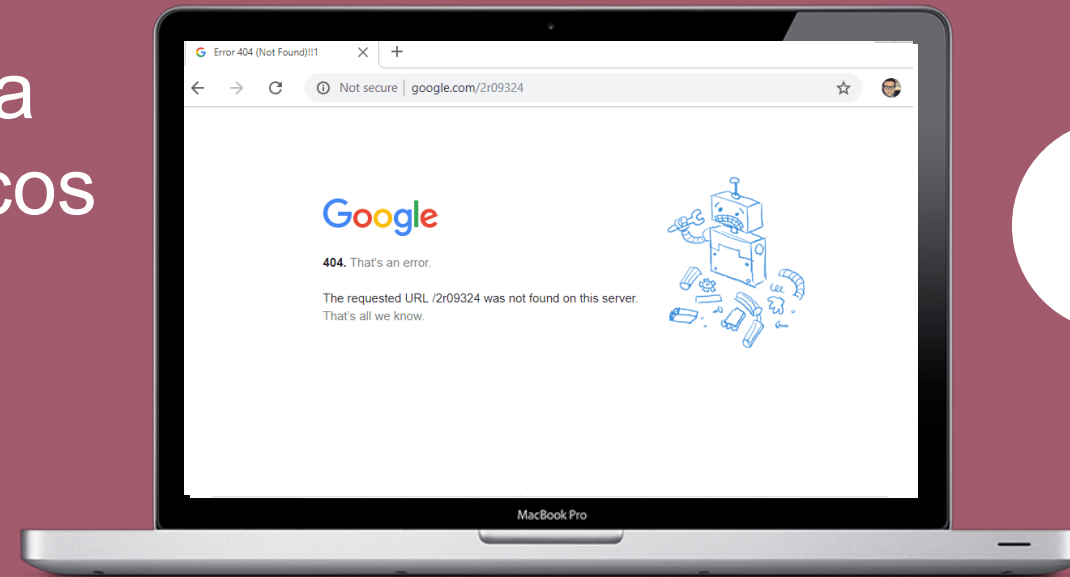 a
cos
Error 404 (Not Found)!!1
Not secure | google.com/2r09324
Google
404. That's an error.
The requested URL /2r09324 was not found on this server.
That's all we know.
MacBook Pro